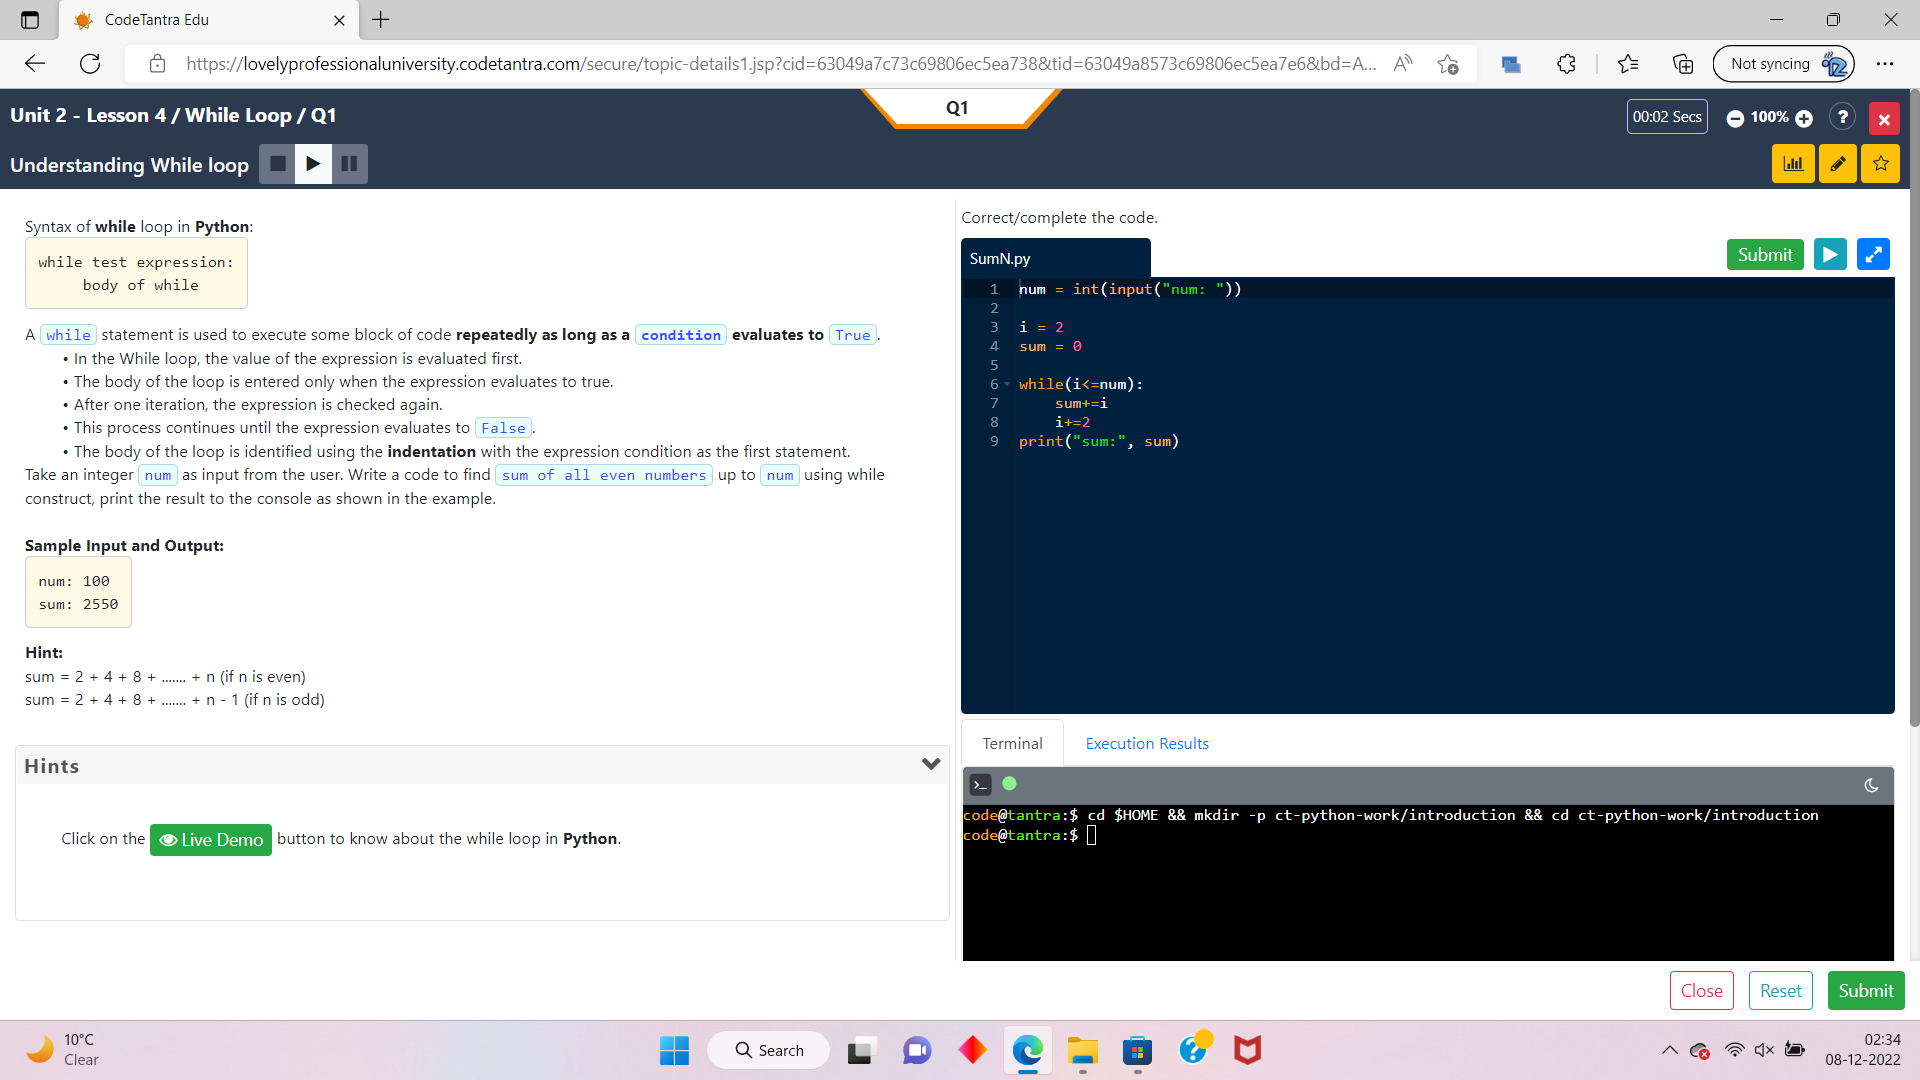 CodeTantra Edu
https://lovelyprofessionaluniversity.codetantra.com/secure/topic-details1.jsp?cid=63049a7c73c69806ec5ea738&tid=63049a8573c69806ec5ea7e6&bd=A...
Not syncing
Unit 2 - Lesson 4 / While Loop / Q1
Q1
00:02 Secs
100%
?
Understanding While loop
Syntax of while loop in Python:
while test expression:
body of while
A while statement is used to execute some block of code repeatedly as long as a condition evaluates to True.
• In the While loop, the value of the expression is evaluated first.
• The body of the loop is entered only when the expression evaluates to true.
• After one iteration, the expression is checked again.
• This process continues until the expression evaluates to False.
• The body of the loop is identified using the indentation with the expression condition as the first statement.
Take an integer num as input from the user. Write a code to find sum of all even numbers up to num using while
construct, print the result to the console as shown in the example.
Sample Input and Output:
num: 100
sum: 2550
Hint:
sum = 2 + 4 + 8 + ....... + n (if n is even)
sum = 2 + 4 + 8 + ....... + n - 1 (if n is odd)
Hints
Click on the Live Demo button to know about the while loop in Python.
Correct/complete the code.
SumN.py
Submit
1 num = int(input("num: "))
2
3 i = 2
4 sum = 0
5
6 while(i<=num):
7 sum+=i
8 i+=2
9 print("sum:", sum)
Terminal
Execution Results
code@tantra:$ cd $HOME && mkdir -p ct-python-work/introduction && cd ct-python-work/introduction
code@tantra:$
Close
Reset
Submit
10°C
Clear
Search
02:34
08-12-2022